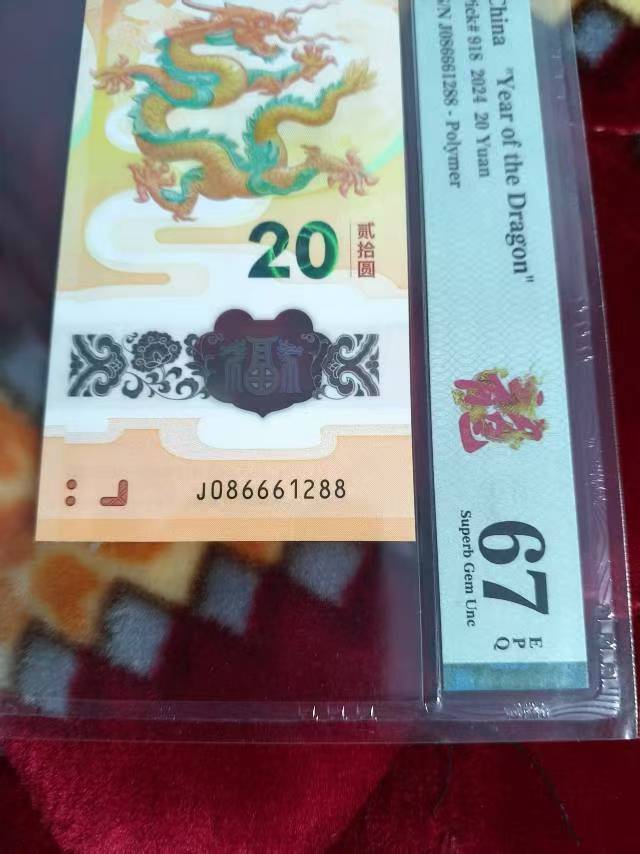 20
贰拾圆
J086661288
China "Year of the Dragon"
Pick# 918 2024 20 Yuan
S/N J086661288 - Polymer
67
EPQ
Superb Gem Unc